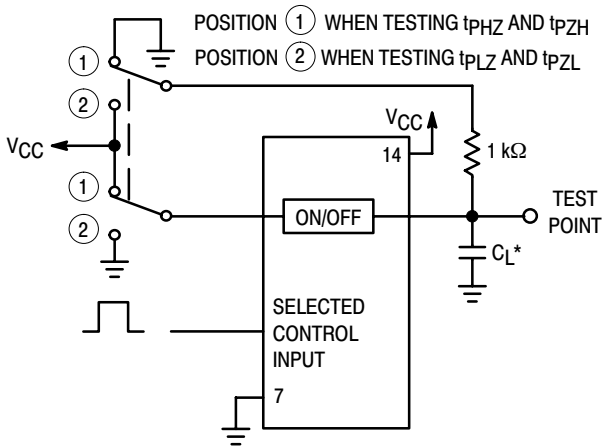 POSITION ① WHEN TESTING tPHZ AND tPZH
POSITION ② WHEN TESTING tPLZ AND tPZL
①
②
VCC
①
②
VCC
14
1 kΩ
ON/OFF
TEST
POINT
CL*
SELECTED
CONTROL
INPUT
7